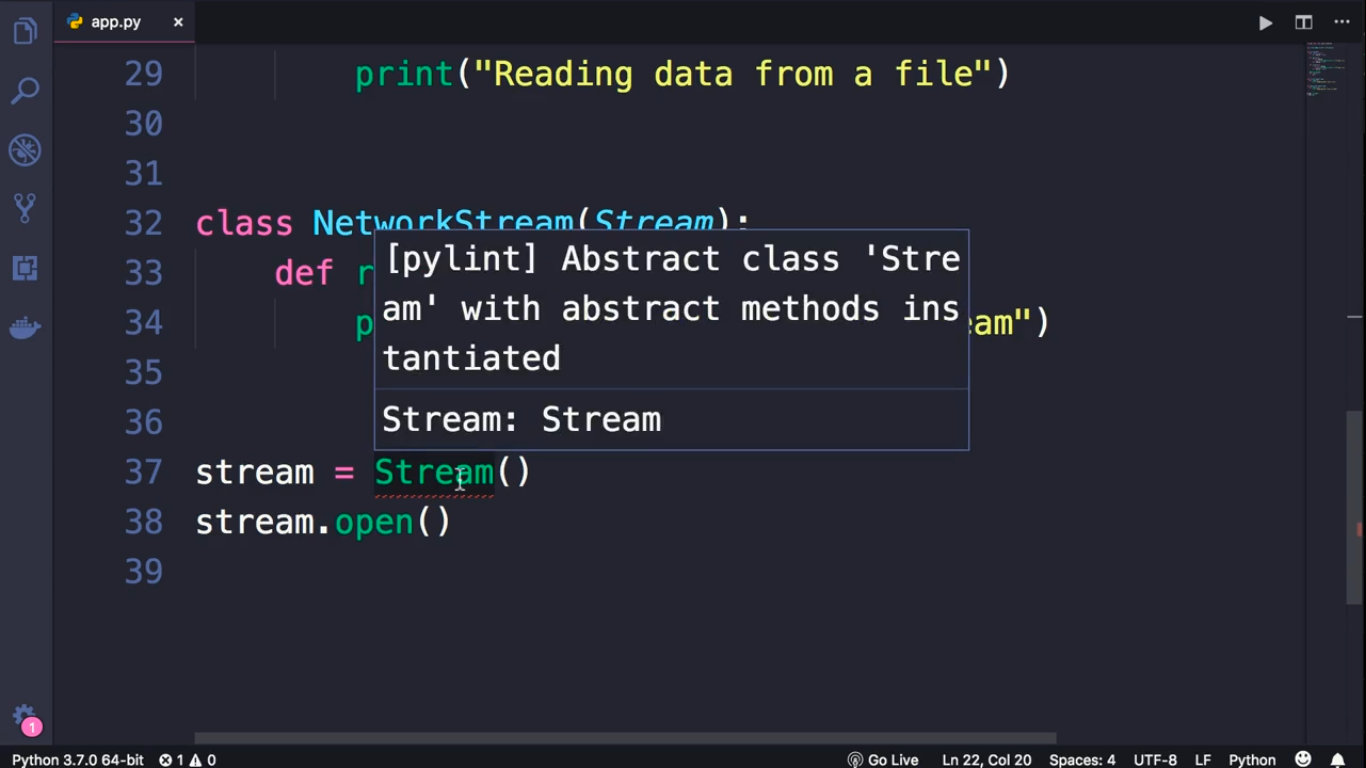 app.py
29 print("Reading data from a file")
30
31
32 class NetworkStream(Stream):
[pylint] Abstract class 'Stre
am' with abstract methods ins
tantiated
Stream: Stream
33 def r
34 p am")
35
36
37 stream = Stream()
38 stream.open()
39
1
Python 3.7.0 64-bit 1 0 Go Live Ln 22, Col 20 Spaces: 4 UTF-8 LF Python